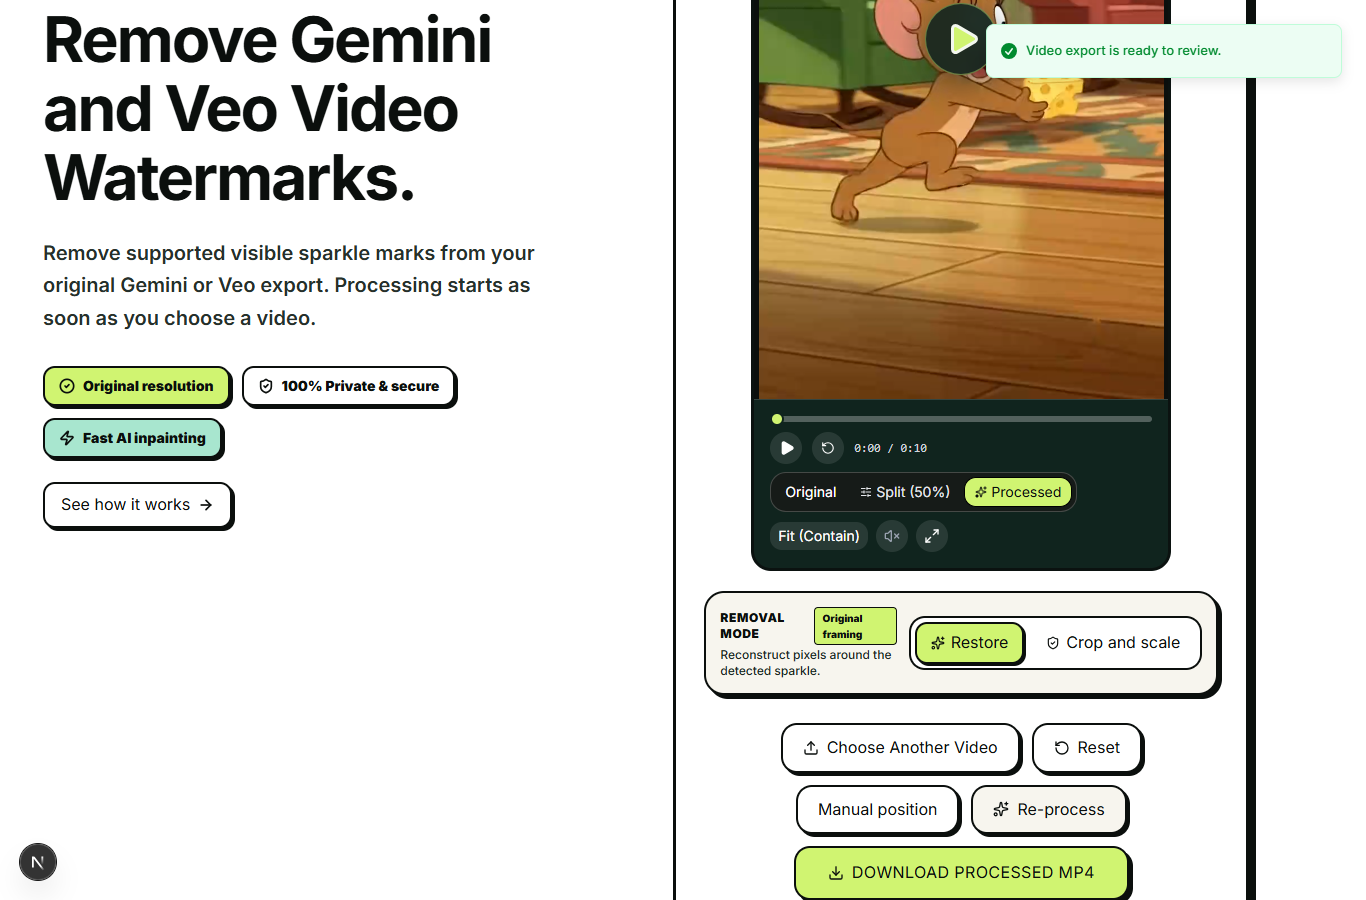 Remove Gemini
and Veo Video
Watermarks.
Remove supported visible sparkle marks from your
original Gemini or Veo export. Processing starts as
soon as you choose a video.
Original resolution
100% Private & secure
Fast AI inpainting
See how it works
N
Video export is ready to review.
0:00 / 0:10
Original
Split (50%)
Processed
Fit (Contain)
REMOVAL
MODE
Original
framing
Reconstruct pixels around the
detected sparkle.
Restore
Crop and scale
Choose Another Video
Reset
Manual position
Re-process
DOWNLOAD PROCESSED MP4